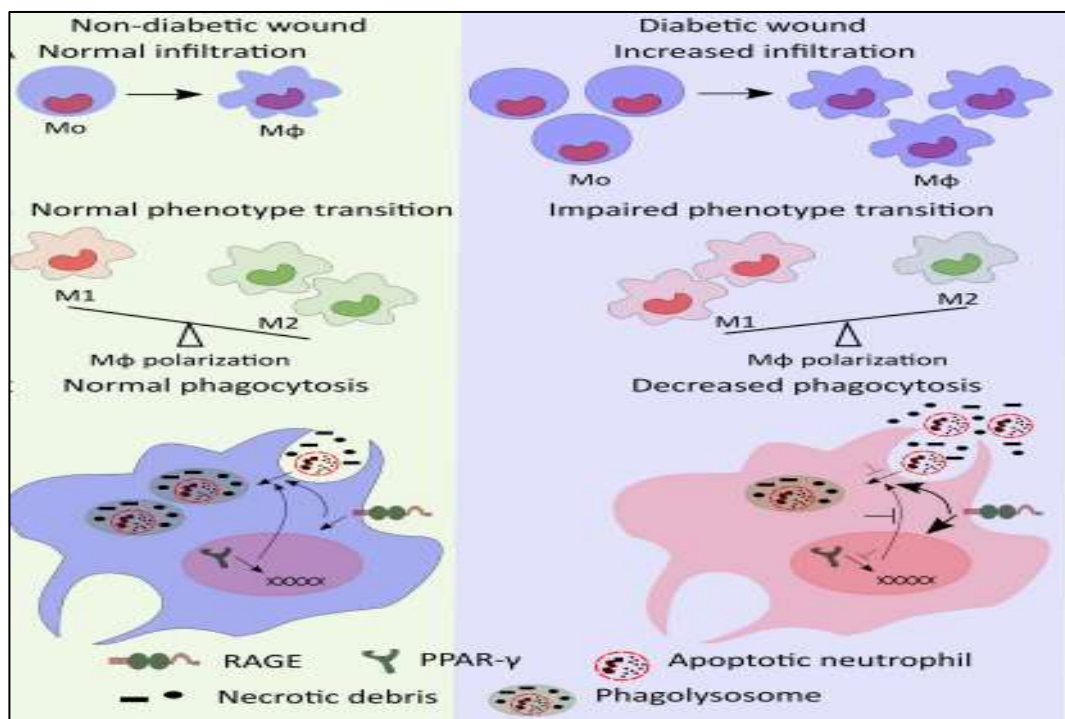 Non-diabetic wound
Normal infiltration
Mo
Mϕ
Normal phenotype transition
M1
M2
Mϕ polarization
Normal phagocytosis
xxxxx
Diabetic wound
Increased infiltration
Mo
Mϕ
Impaired phenotype transition
M1
M2
Mϕ polarization
Decreased phagocytosis
xxxxx
RAGE
PPAR-γ
Apoptotic neutrophil
Necrotic debris
Phagolysosome